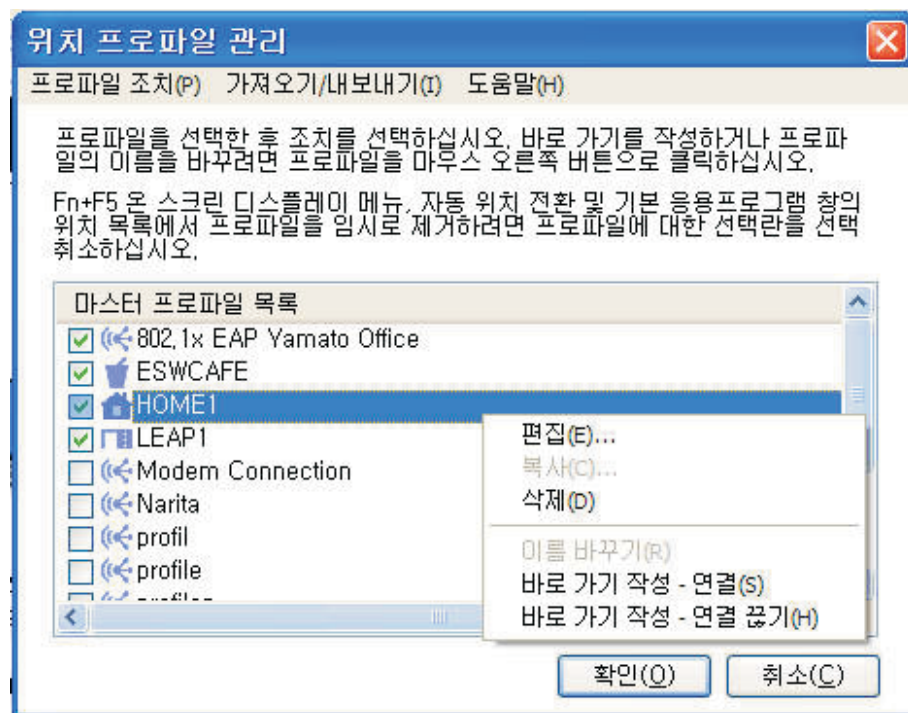 위치 프로파일 관리
프로파일 조치(P) 가져오기/내보내기(I) 도움말(H)
프로파일을 선택한 후 조치를 선택하십시오. 바로 가기를 작성하거나 프로파
일의 이름을 바꾸려면 프로파일을 마우스 오른쪽 버튼으로 클릭하십시오.
Fn+F5 온 스크린 디스플레이 메뉴, 자동 위치 전환 및 기본 응용프로그램 창의
위치 목록에서 프로파일을 임시로 제거하려면 프로파일에 대한 선택란을 선택
취소하십시오.
마스터 프로파일 목록
802.1x EAP Yamato Office
ESWCAFE
HOME1
LEAP1
Modem Connection
Narita
profil
profile
편집(E)...
복사(C)...
삭제(D)
이름 바꾸기(R)
바로 가기 작성 - 연결(S)
바로 가기 작성 - 연결 끊기(H)
확인(O)
취소(C)